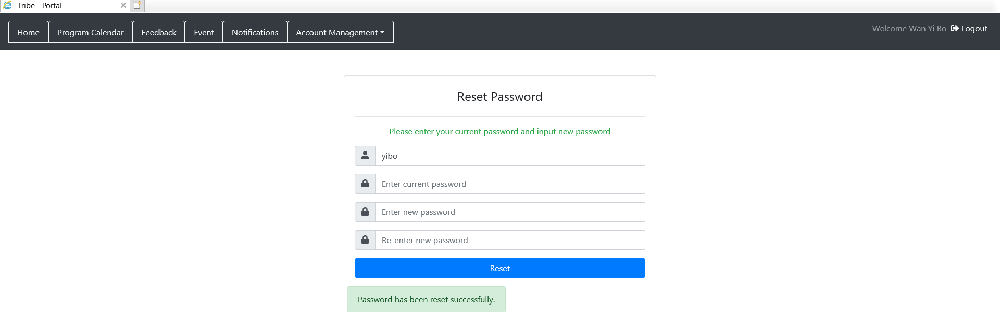 Tribe - Portal
Home Program Calendar Feedback Event Notifications Account Management Welcome Wan Yi Bo Logout
Reset Password
Please enter your current password and input new password
yibo
Enter current password
Enter new password
Re-enter new password
Reset
Password has been reset successfully.